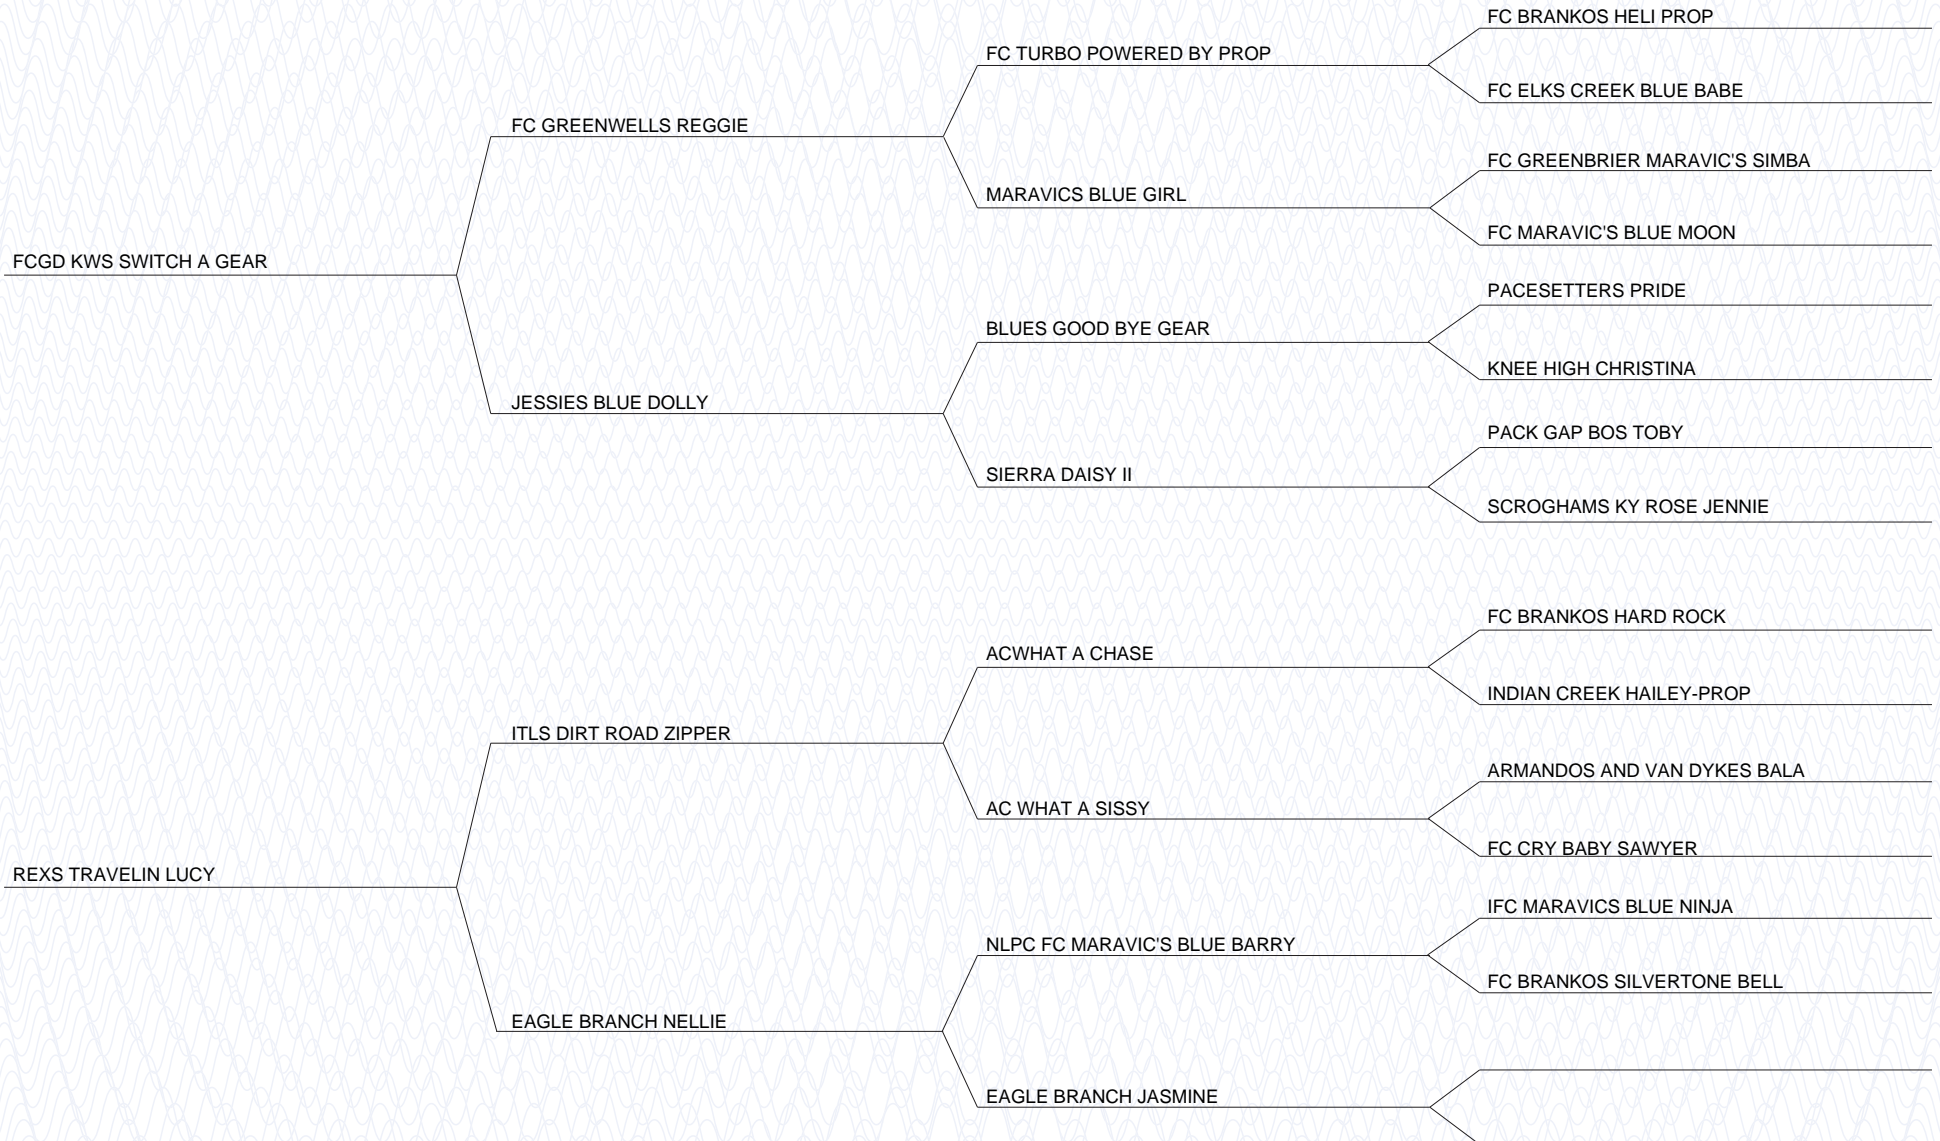 FC BRANKOS HELI PROP
FC TURBO POWERED BY PROP
FC ELKS CREEK BLUE BABE
FC GREENWELLS REGGIE
FC GREENBRIER MARAVIC'S SIMBA
MARAVICS BLUE GIRL
FC MARAVIC'S BLUE MOON
FCGD KWS SWITCH A GEAR
PACESETTERS PRIDE
BLUES GOOD BYE GEAR
KNEE HIGH CHRISTINA
JESSIES BLUE DOLLY
PACK GAP BOS TOBY
SIERRA DAISY II
SCROGHAMS KY ROSE JENNIE
FC BRANKOS HARD ROCK
ACWHAT A CHASE
INDIAN CREEK HAILEY-PROP
ITLS DIRT ROAD ZIPPER
ARMANDOS AND VAN DYKES BALA
AC WHAT A SISSY
FC CRY BABY SAWYER
REXS TRAVELIN LUCY
IFC MARAVICS BLUE NINJA
NLPC FC MARAVIC'S BLUE BARRY
FC BRANKOS SILVERTONE BELL
EAGLE BRANCH NELLIE
EAGLE BRANCH JASMINE